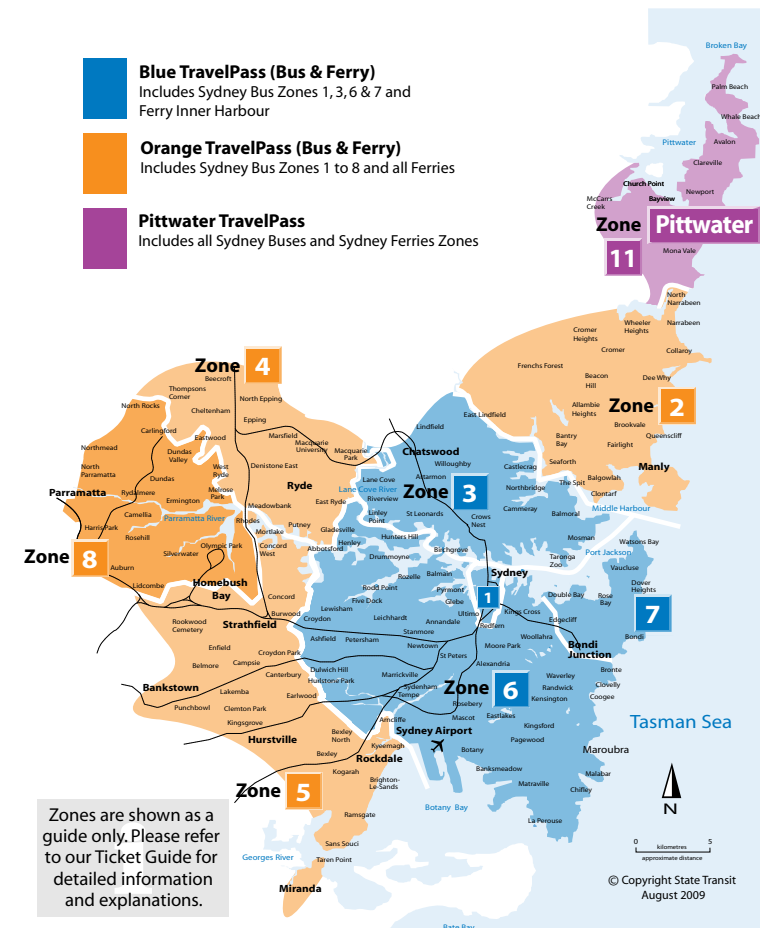 Blue TravelPass (Bus & Ferry)
Includes Sydney Bus Zones 1, 3, 6 & 7 and
Ferry Inner Harbour
Orange TravelPass (Bus & Ferry)
Includes Sydney Bus Zones 1 to 8 and all Ferries
Pittwater TravelPass
Includes all Sydney Buses and Sydney Ferries Zones
Broken Bay
Palm Beach
Whale Beach
Pittwater
Avalon
Clareville
Church Point
Newport
McCarrs
Creek
Bayview
Zone
Pittwater
11
Mona Vale
North
Narrabeen
Wheeler
Heights
Narrabeen
Cromer
Heights
Cromer
Collaroy
Frenchs Forest
Beacon
Hill
Dee Why
Zone
2
Allambie
Heights
Brookvale
Queenscliff
Bantry
Bay
Fairlight
Manly
Seaforth
Balgowlah
The Spit
Clontarf
Middle Harbour
Zone
4
Beecroft
Thorpsons
Corner
North Epping
North Rocks
Cheltenham
Epping
Carlingford
Eastwood
Marsfield
Macquarie
University
Macquarie
Park
Northmead
Dundas
Valley
North
Parramatta
West
Ryde
Denistone East
Dundas
Ryde
Parramatta
Rydalmere
Melrose
Park
Ermington
Meadowbank
East Ryde
Camellia
Parramatta River
Rhodes
Putney
Gladesville
Harris Park
Mortlake
Henley
Rosehill
Olympic Park
Concord
West
Abbotsford
Silverwater
Zone
8
Auburn
Lidcombe
Homebush
Bay
Concord
Burwood
East Lindfield
Lindfield
Chatswood
Willoughby
Castlecrag
Lane Cove
Artarmon
Lane Cove River
Riverview
Zone
3
Northbridge
Linley
Point
St Leonards
Crows
Nest
Cammeray
Balmoral
Hunters Hill
Mosman
Watsons Bay
Drummoyne
Birchgrove
Taronga
Zoo
Port Jackson
Vaucluse
Rozelle
Balmain
Sydney
Dover
Heights
Rodd Point
Pyrmont
1
Double Bay
Rose
Bay
7
Five Dock
Glebe
Lewisham
Leichhardt
Ultimo
Kings Cross
Edgecliff
Croydon
Annandale
Redfern
Bondi
Rookwood
Cemetery
Strathfield
Stanmore
Woollahra
Ashfield
Petersham
Newtown
Moore Park
Bondi
Junction
Enfield
Croydon Park
St Peters
Belmore
Campsie
Alexandria
Bronte
Canterbury
Dulwich Hill
Marrickville
Waverley
Hurlstone Park
Clovelly
Bankstown
Lakemba
Sydenham
Zone
6
Randwick
Earlwood
Tempe
Kensington
Coogee
Punchbowl
Clemton Park
Rosebery
Kingsgrove
Arncliffe
Mascot
Eastlakes
Kingsford
Tasman Sea
Hurstville
Bexley
North
Sydney Airport
Pagewood
Kyeemagh
Botany
Maroubra
Bexley
Rockdale
Kogarah
Banksmeadow
Malabar
Brighton-
Le-Sands
Matraville
Chifley
Zone
5
Botany Bay
La Perouse
Ramsgate
Sans Souci
Georges River
Taren Point
Miranda
N
0
5
kilometres
approximate distance
Zones are shown as a
guide only. Please refer
to our Ticket Guide for
detailed information
and explanations.
1
© Copyright State Transit
August 2009